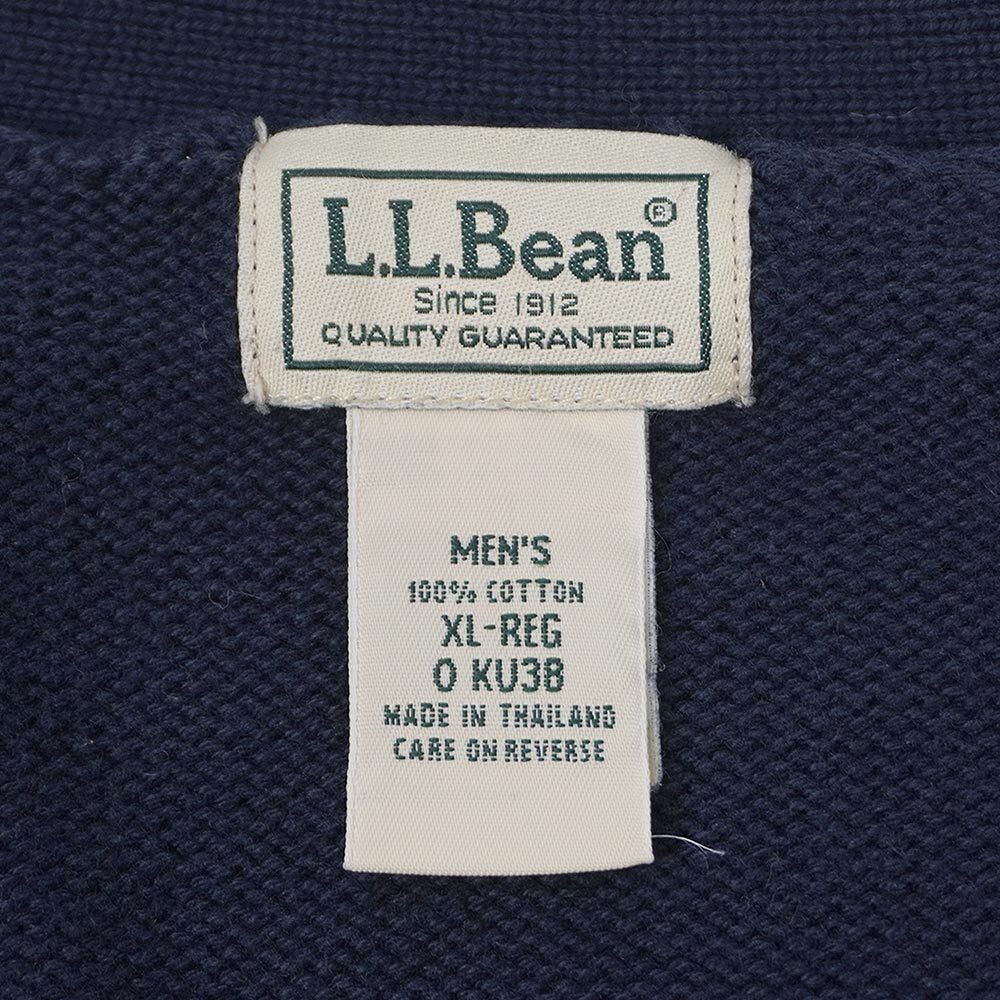 L.L.Bean®
Since 1912
QUALITY GUARANTEED
MEN'S
100% COTTON
XL-REG
0 KU38
MADE IN THAILAND
CARE ON REVERSE